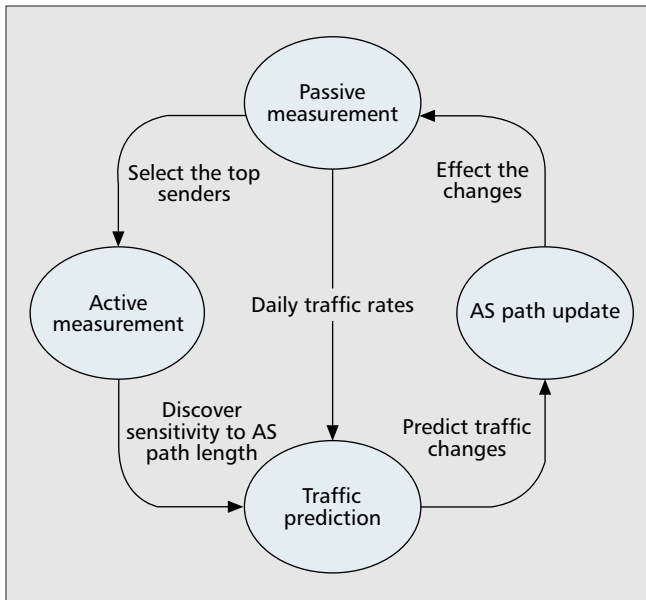 Passive
measurement
Select the top
senders
Effect the
changes
Active
measurement
Daily traffic rates
AS path update
Discover
sensitivity to AS
path length
Predict traffic
changes
Traffic
prediction